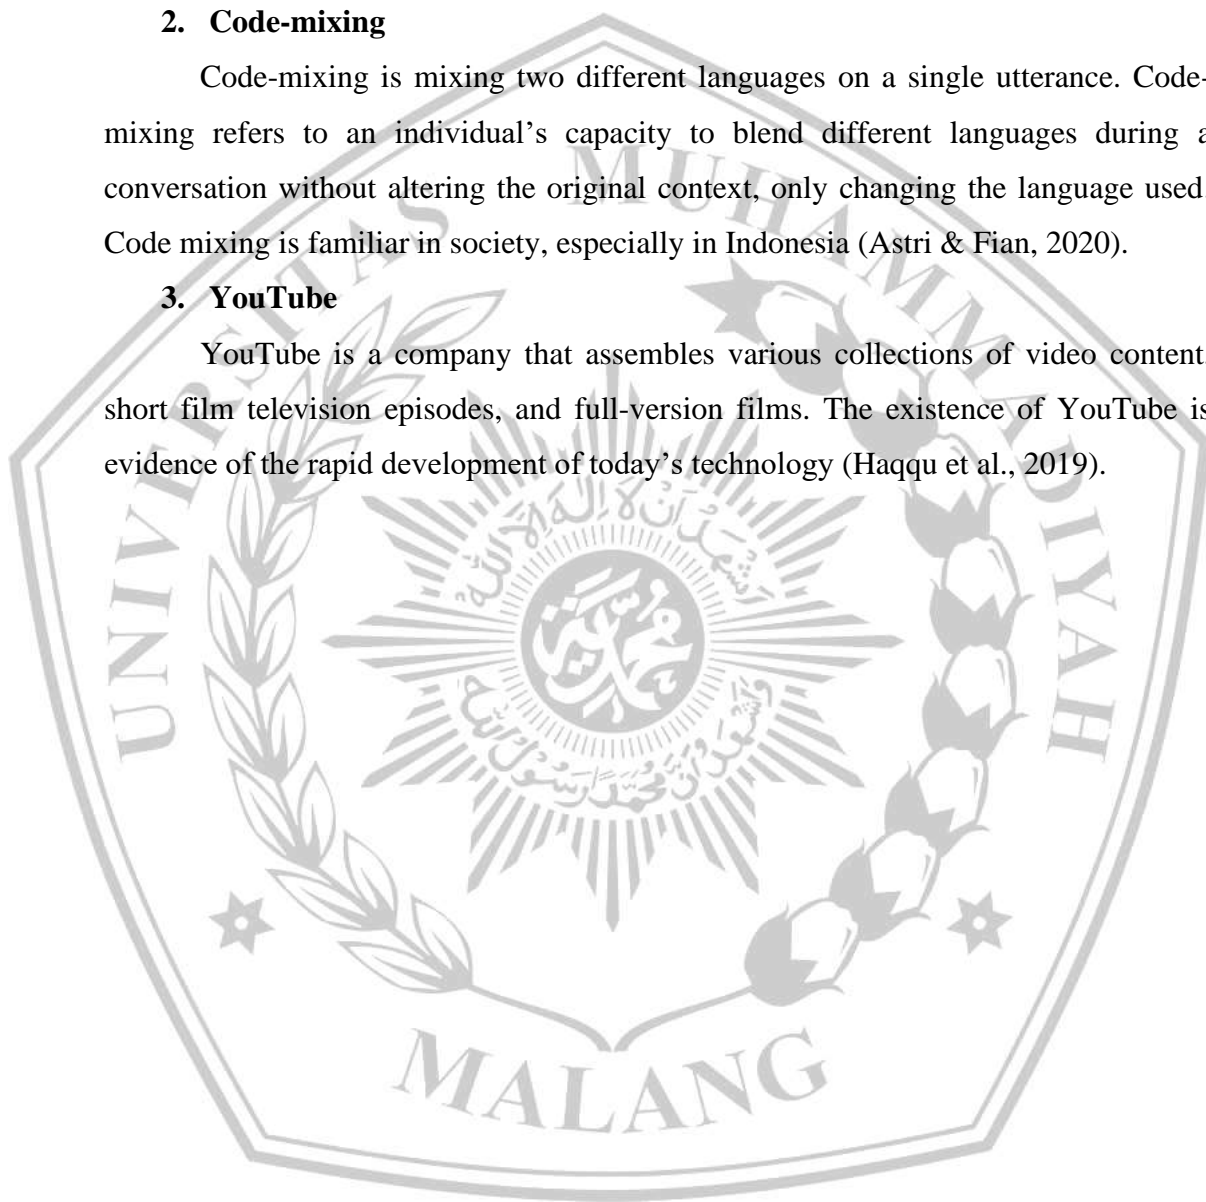 2. Code-mixing
Code-mixing is mixing two different languages on a single utterance. Code-
mixing refers to an individual’s capacity to blend different languages during a
conversation without altering the original context, only changing the language used.
Code mixing is familiar in society, especially in Indonesia (Astri & Fian, 2020).
3. YouTube
YouTube is a company that assembles various collections of video content,
short film television episodes, and full-version films. The existence of YouTube is
evidence of the rapid development of today’s technology (Haqqu et al., 2019).
UNIVERSITAS MUHAMMADIYAH
MALANG